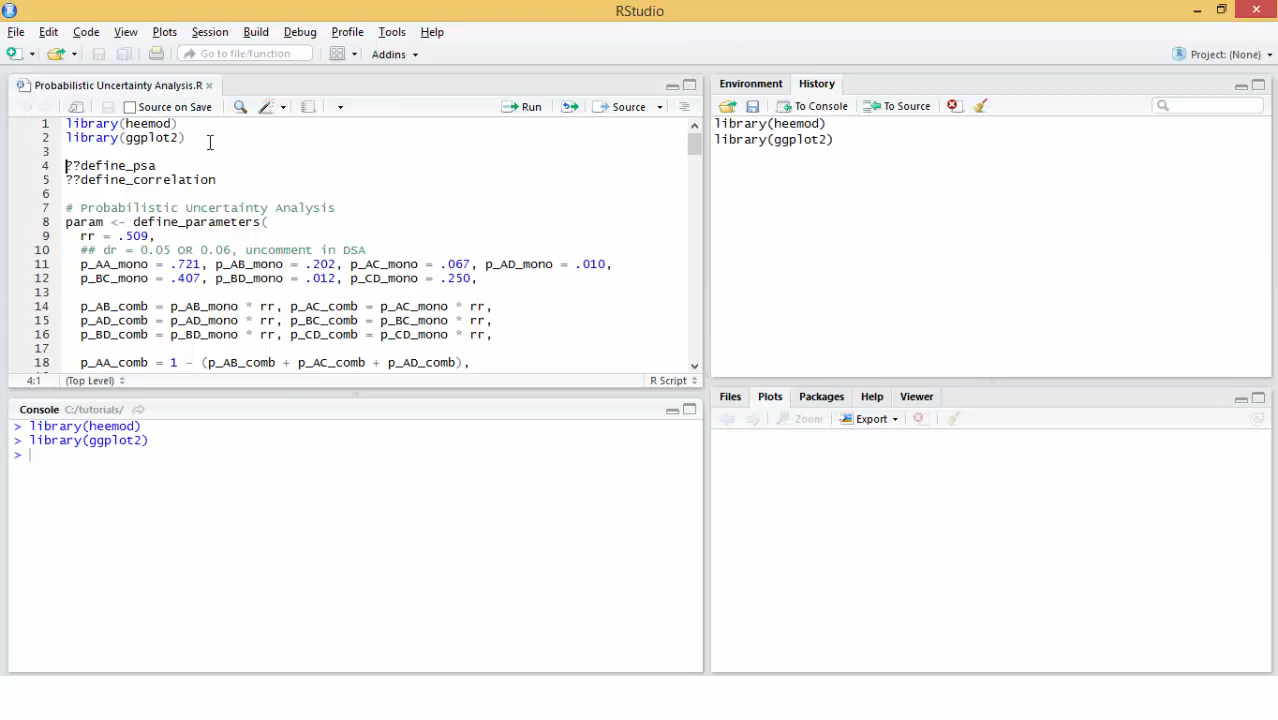 RStudio
File Edit Code View Plots Session Build Debug Profile Tools Help
Go to file/function Addins Project: (None)
Probabilistic Uncertainty Analysis.R
Source on Save Run Source
1 library(heemod)
2 library(ggplot2)
3
4 ??define_psa
5 ??define_correlation
6
7 # Probabilistic Uncertainty Analysis
8 param <- define_parameters(
9 rr = .509,
10 ## dr = 0.05 OR 0.06, uncomment in DSA
11 p_AA_mono = .721, p_AB_mono = .202, p_AC_mono = .067, p_AD_mono = .010,
12 p_BC_mono = .407, p_BD_mono = .012, p_CD_mono = .250,
13
14 p_AB_comb = p_AB_mono * rr, p_AC_comb = p_AC_mono * rr,
15 p_AD_comb = p_AD_mono * rr, p_BC_comb = p_BC_mono * rr,
16 p_BD_comb = p_BD_mono * rr, p_CD_comb = p_CD_mono * rr,
17
18 p_AA_comb = 1 - (p_AB_comb + p_AC_comb + p_AD_comb),
4:1 (Top Level) R Script
Console C:/tutorials/
> library(heemod)
> library(ggplot2)
>
Environment History
To Console To Source
library(heemod)
library(ggplot2)
Files Plots Packages Help Viewer
Zoom Export